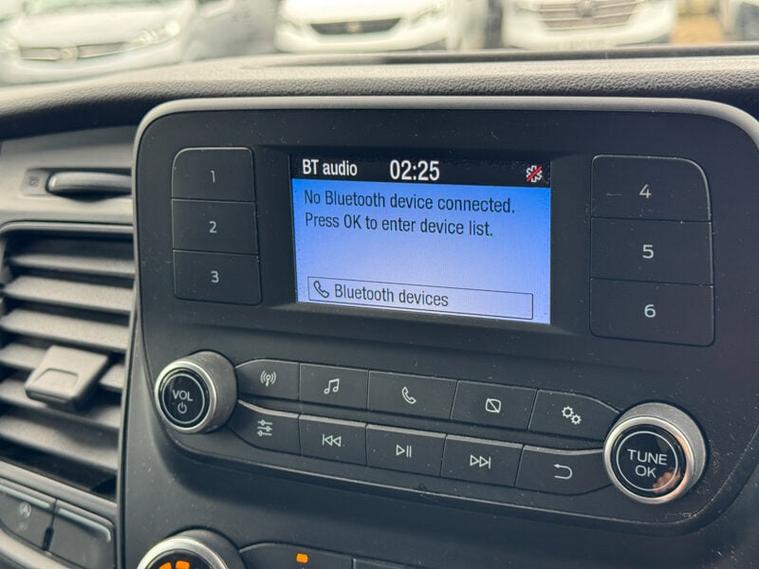 BT audio 02:25
No Bluetooth device connected.
Press OK to enter device list.
Bluetooth devices
1
2
3
4
5
6
VOL
TUNE
OK